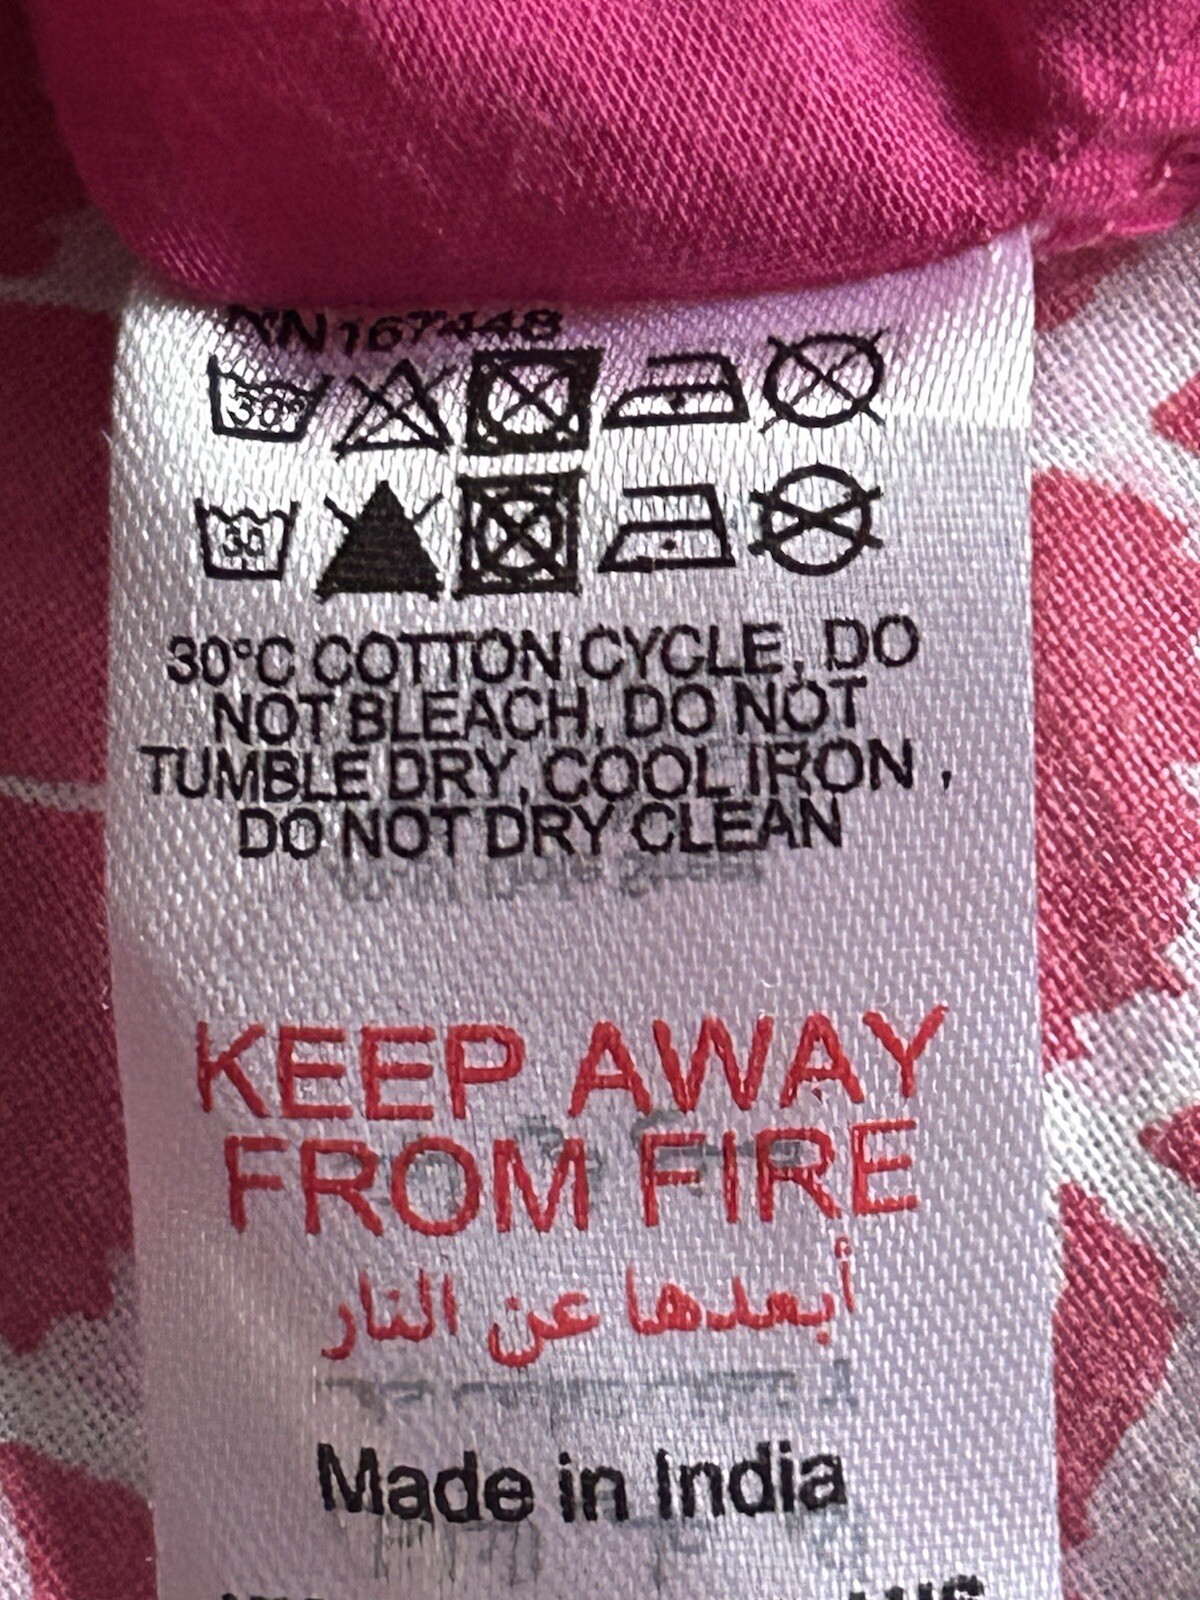 RN167448
30°
30
30°C COTTON CYCLE, DO
NOT BLEACH, DO NOT
TUMBLE DRY, COOL IRON ,
DO NOT DRY CLEAN
KEEP AWAY
FROM FIRE
أبعدها عن النار
Made in India